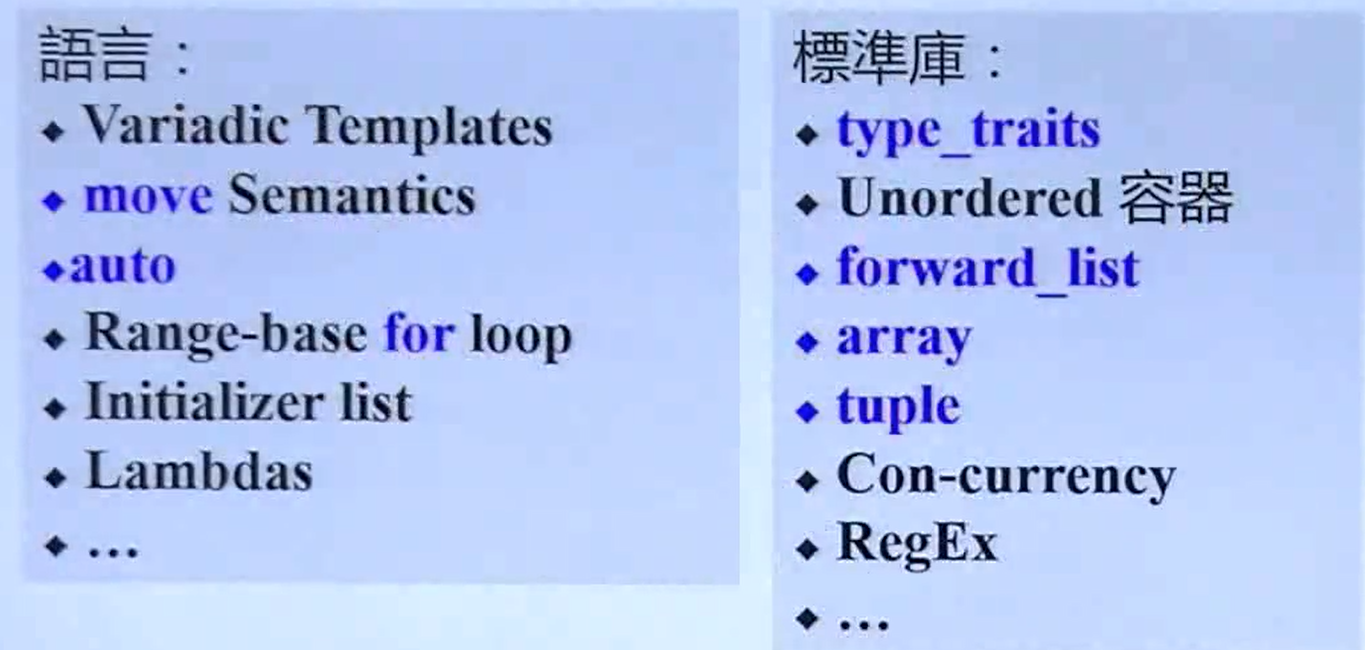 語言：
◆ Variadic Templates
◆ move Semantics
◆auto
◆ Range-base for loop
◆ Initializer list
◆ Lambdas
◆ …
標準庫：
◆ type_traits
◆ Unordered 容器
◆ forward_list
◆ array
◆ tuple
◆ Con-currency
◆ RegEx
◆ …